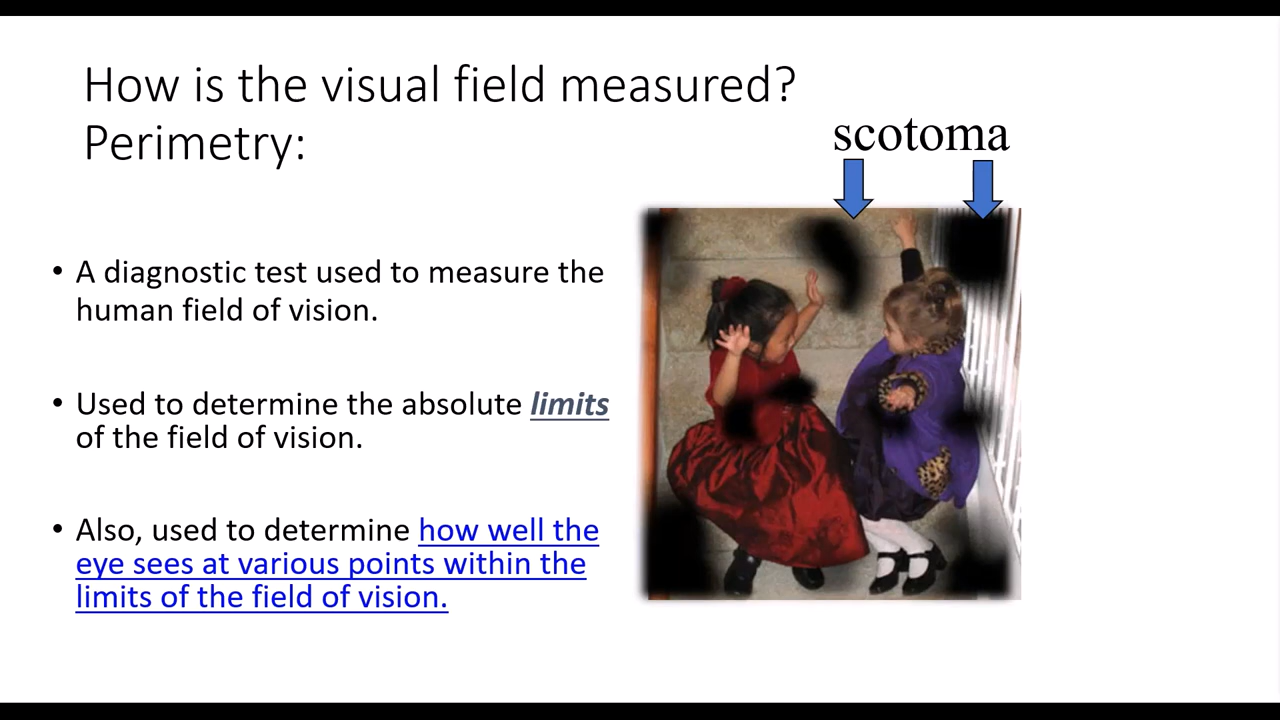 How is the visual field measured?
Perimetry:
scotoma
• A diagnostic test used to measure the
human field of vision.
• Used to determine the absolute limits
of the field of vision.
• Also, used to determine how well the
eye sees at various points within the
limits of the field of vision.